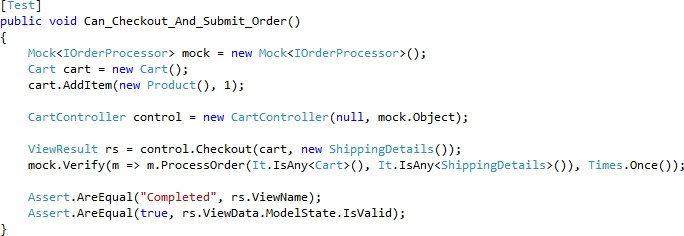 [Test]
public void Can_Checkout_And_Submit_Order()
{
    Mock<IOrderProcessor> mock = new Mock<IOrderProcessor>();
    Cart cart = new Cart();
    cart.AddItem(new Product(), 1);

    CartController control = new CartController(null, mock.Object);

    ViewResult rs = control.Checkout(cart, new ShippingDetails());
    mock.Verify(m => m.ProcessOrder(It.IsAny<Cart>(), It.IsAny<ShippingDetails>()), Times.Once());

    Assert.AreEqual("Completed", rs.ViewName);
    Assert.AreEqual(true, rs.ViewData.ModelState.IsValid);
}